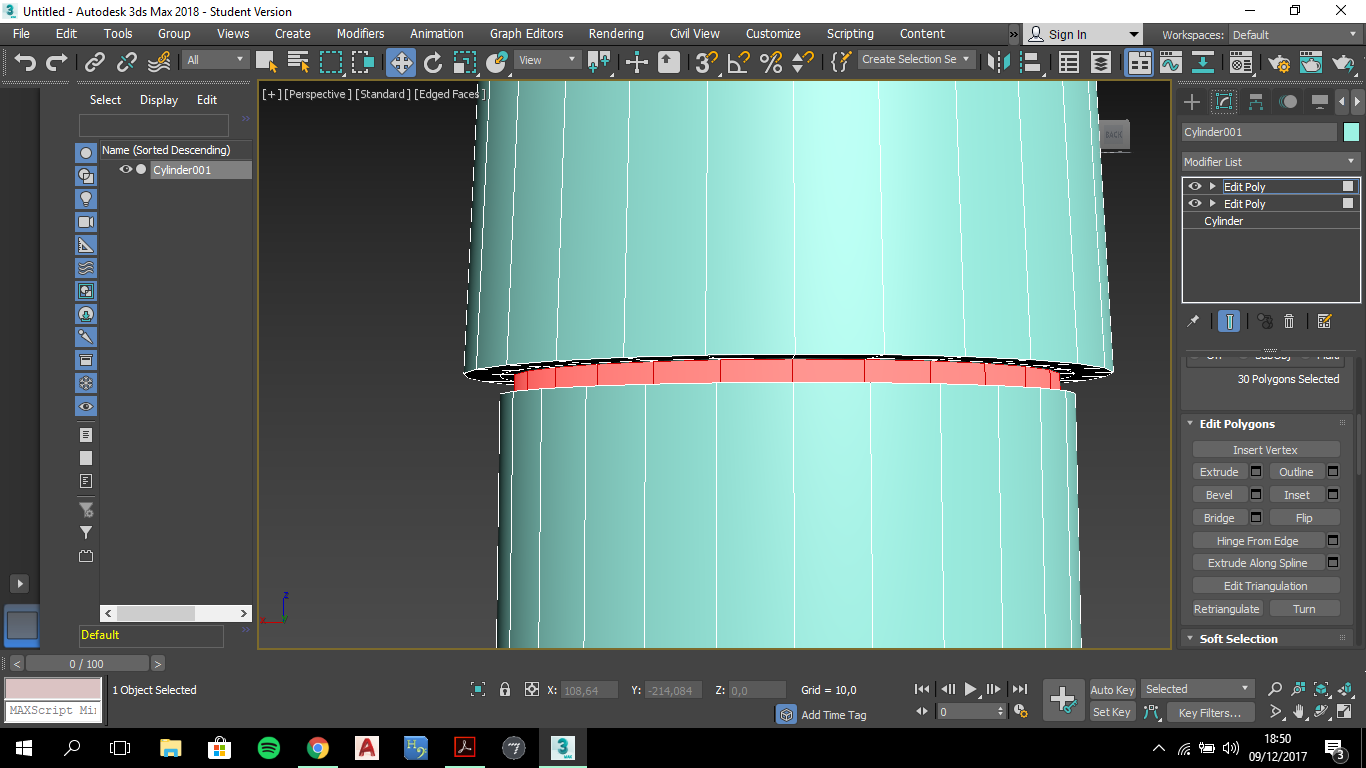 Untitled - Autodesk 3ds Max 2018 - Student Version
File Edit Tools Group Views Create Modifiers Animation Graph Editors Rendering Civil View Customize Scripting Content » Sign In Workspaces: Default
All View Create Selection Se
Select Display Edit
[+] [Perspective] [Standard] [Edged Faces]
BACK
Name (Sorted Descending)
Cylinder001
Cylinder001
Modifier List
Edit Poly
Edit Poly
Cylinder
30 Polygons Selected
Edit Polygons
Insert Vertex
Extrude Outline
Bevel Inset
Bridge Flip
Hinge From Edge
Extrude Along Spline
Edit Triangulation
Retriangulate Turn
Soft Selection
z
Default
< 0 / 100 >
1 Object Selected X: 108,64 Y: -214,084 Z: 0,0 Grid = 10,0 Auto Key Selected
MAXScript Mi
Add Time Tag 0 Set Key Key Filters...
18:50
09/12/2017
3